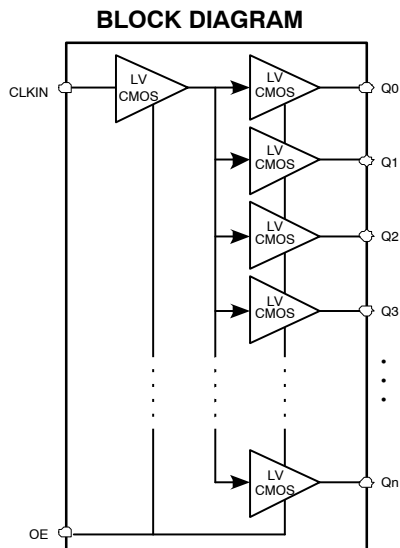 BLOCK DIAGRAM
CLKIN
LV
CMOS
LV
CMOS
Q0
LV
CMOS
Q1
LV
CMOS
Q2
LV
CMOS
Q3
LV
CMOS
Qn
OE